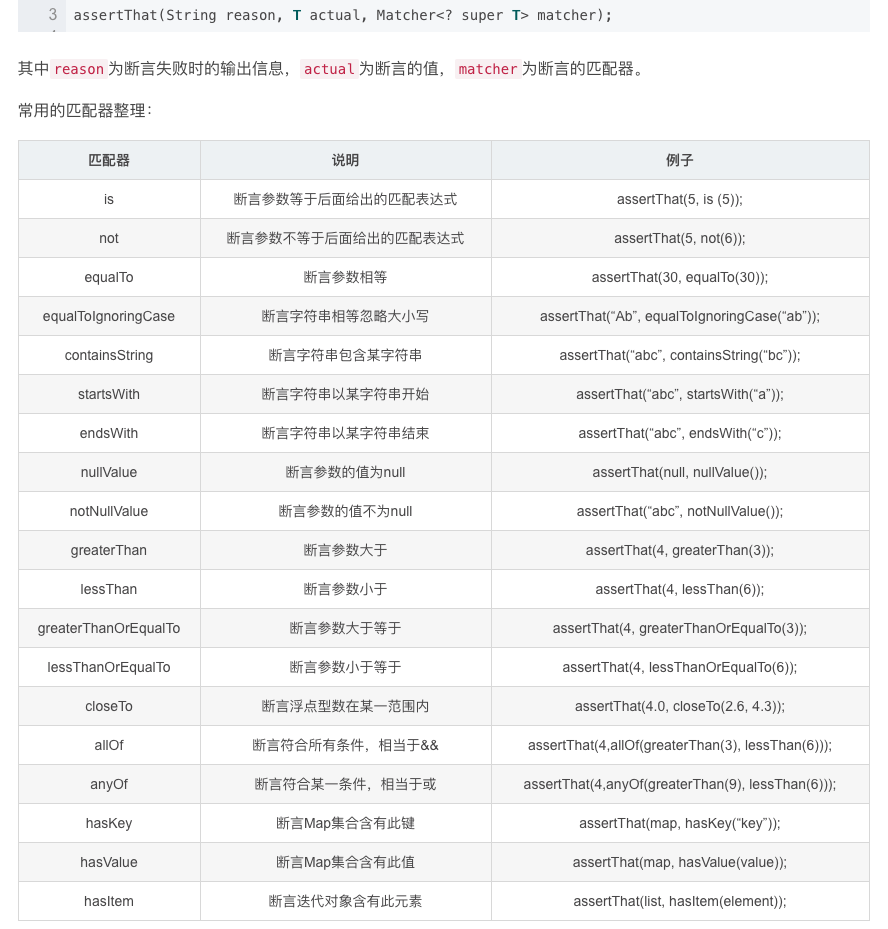 3 assertThat(String reason, T actual, Matcher<? super T> matcher);
其中reason为断言失败时的输出信息，actual为断言的值，matcher为断言的匹配器。
常用的匹配器整理：
匹配器 说明 例子
is 断言参数等于后面给出的匹配表达式 assertThat(5, is (5));
not 断言参数不等于后面给出的匹配表达式 assertThat(5, not(6));
equalTo 断言参数相等 assertThat(30, equalTo(30));
equalToIgnoringCase 断言字符串相等忽略大小写 assertThat(“Ab”, equalToIgnoringCase(“ab”));
containsString 断言字符串包含某字符串 assertThat(“abc”, containsString(“bc”));
startsWith 断言字符串以某字符串开始 assertThat(“abc”, startsWith(“a”));
endsWith 断言字符串以某字符串结束 assertThat(“abc”, endsWith(“c”));
nullValue 断言参数的值为null assertThat(null, nullValue());
notNullValue 断言参数的值不为null assertThat(“abc”, notNullValue());
greaterThan 断言参数大于 assertThat(4, greaterThan(3));
lessThan 断言参数小于 assertThat(4, lessThan(6));
greaterThanOrEqualTo 断言参数大于等于 assertThat(4, greaterThanOrEqualTo(3));
lessThanOrEqualTo 断言参数小于等于 assertThat(4, lessThanOrEqualTo(6));
closeTo 断言浮点型数在某一范围内 assertThat(4.0, closeTo(2.6, 4.3));
allOf 断言符合所有条件，相当于&& assertThat(4,allOf(greaterThan(3), lessThan(6)));
anyOf 断言符合某一条件，相当于或 assertThat(4,anyOf(greaterThan(9), lessThan(6)));
hasKey 断言Map集合含有此键 assertThat(map, hasKey(“key”));
hasValue 断言Map集合含有此值 assertThat(map, hasValue(value));
hasItem 断言迭代对象含有此元素 assertThat(list, hasItem(element));